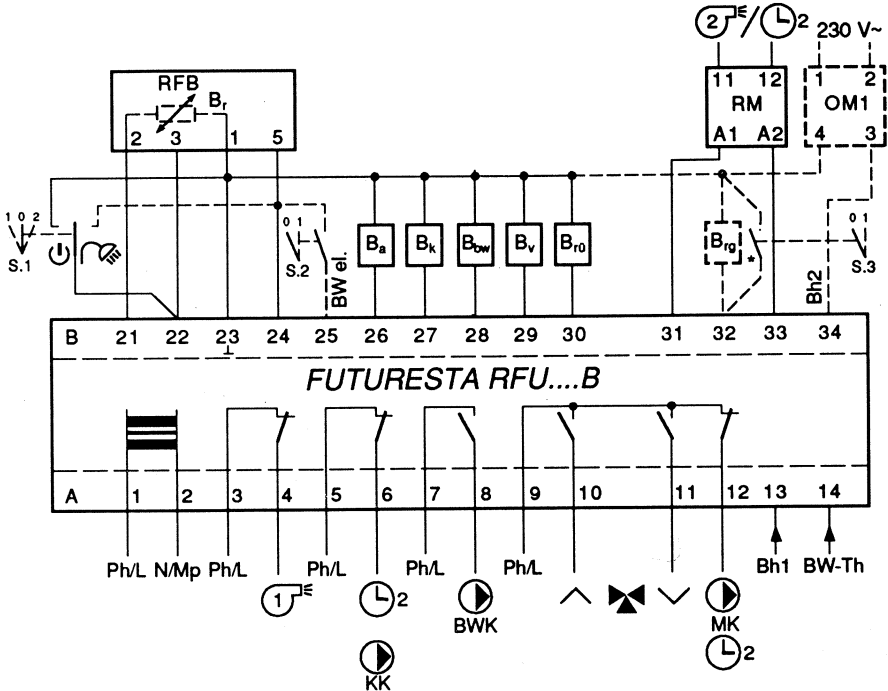 2 / 2 230 V~
11 12 1 2
RFB RM OM1
Br
2 3 1 5 A1 A2 4 3
1 0 2 0 1 0 1
Ba Bk Bbw Bv Brü Brg
S.1 S.2 BW el. * Bh2 S.3
B 21 22 23 24 25 26 27 28 29 30 31 32 33 34
FUTURESTA RFU....B
A 1 2 3 4 5 6 7 8 9 10 11 12 13 14
Ph/L N/Mp Ph/L Ph/L Ph/L Ph/L Bh1 BW-Th
1 2
BWK MK
KK 2